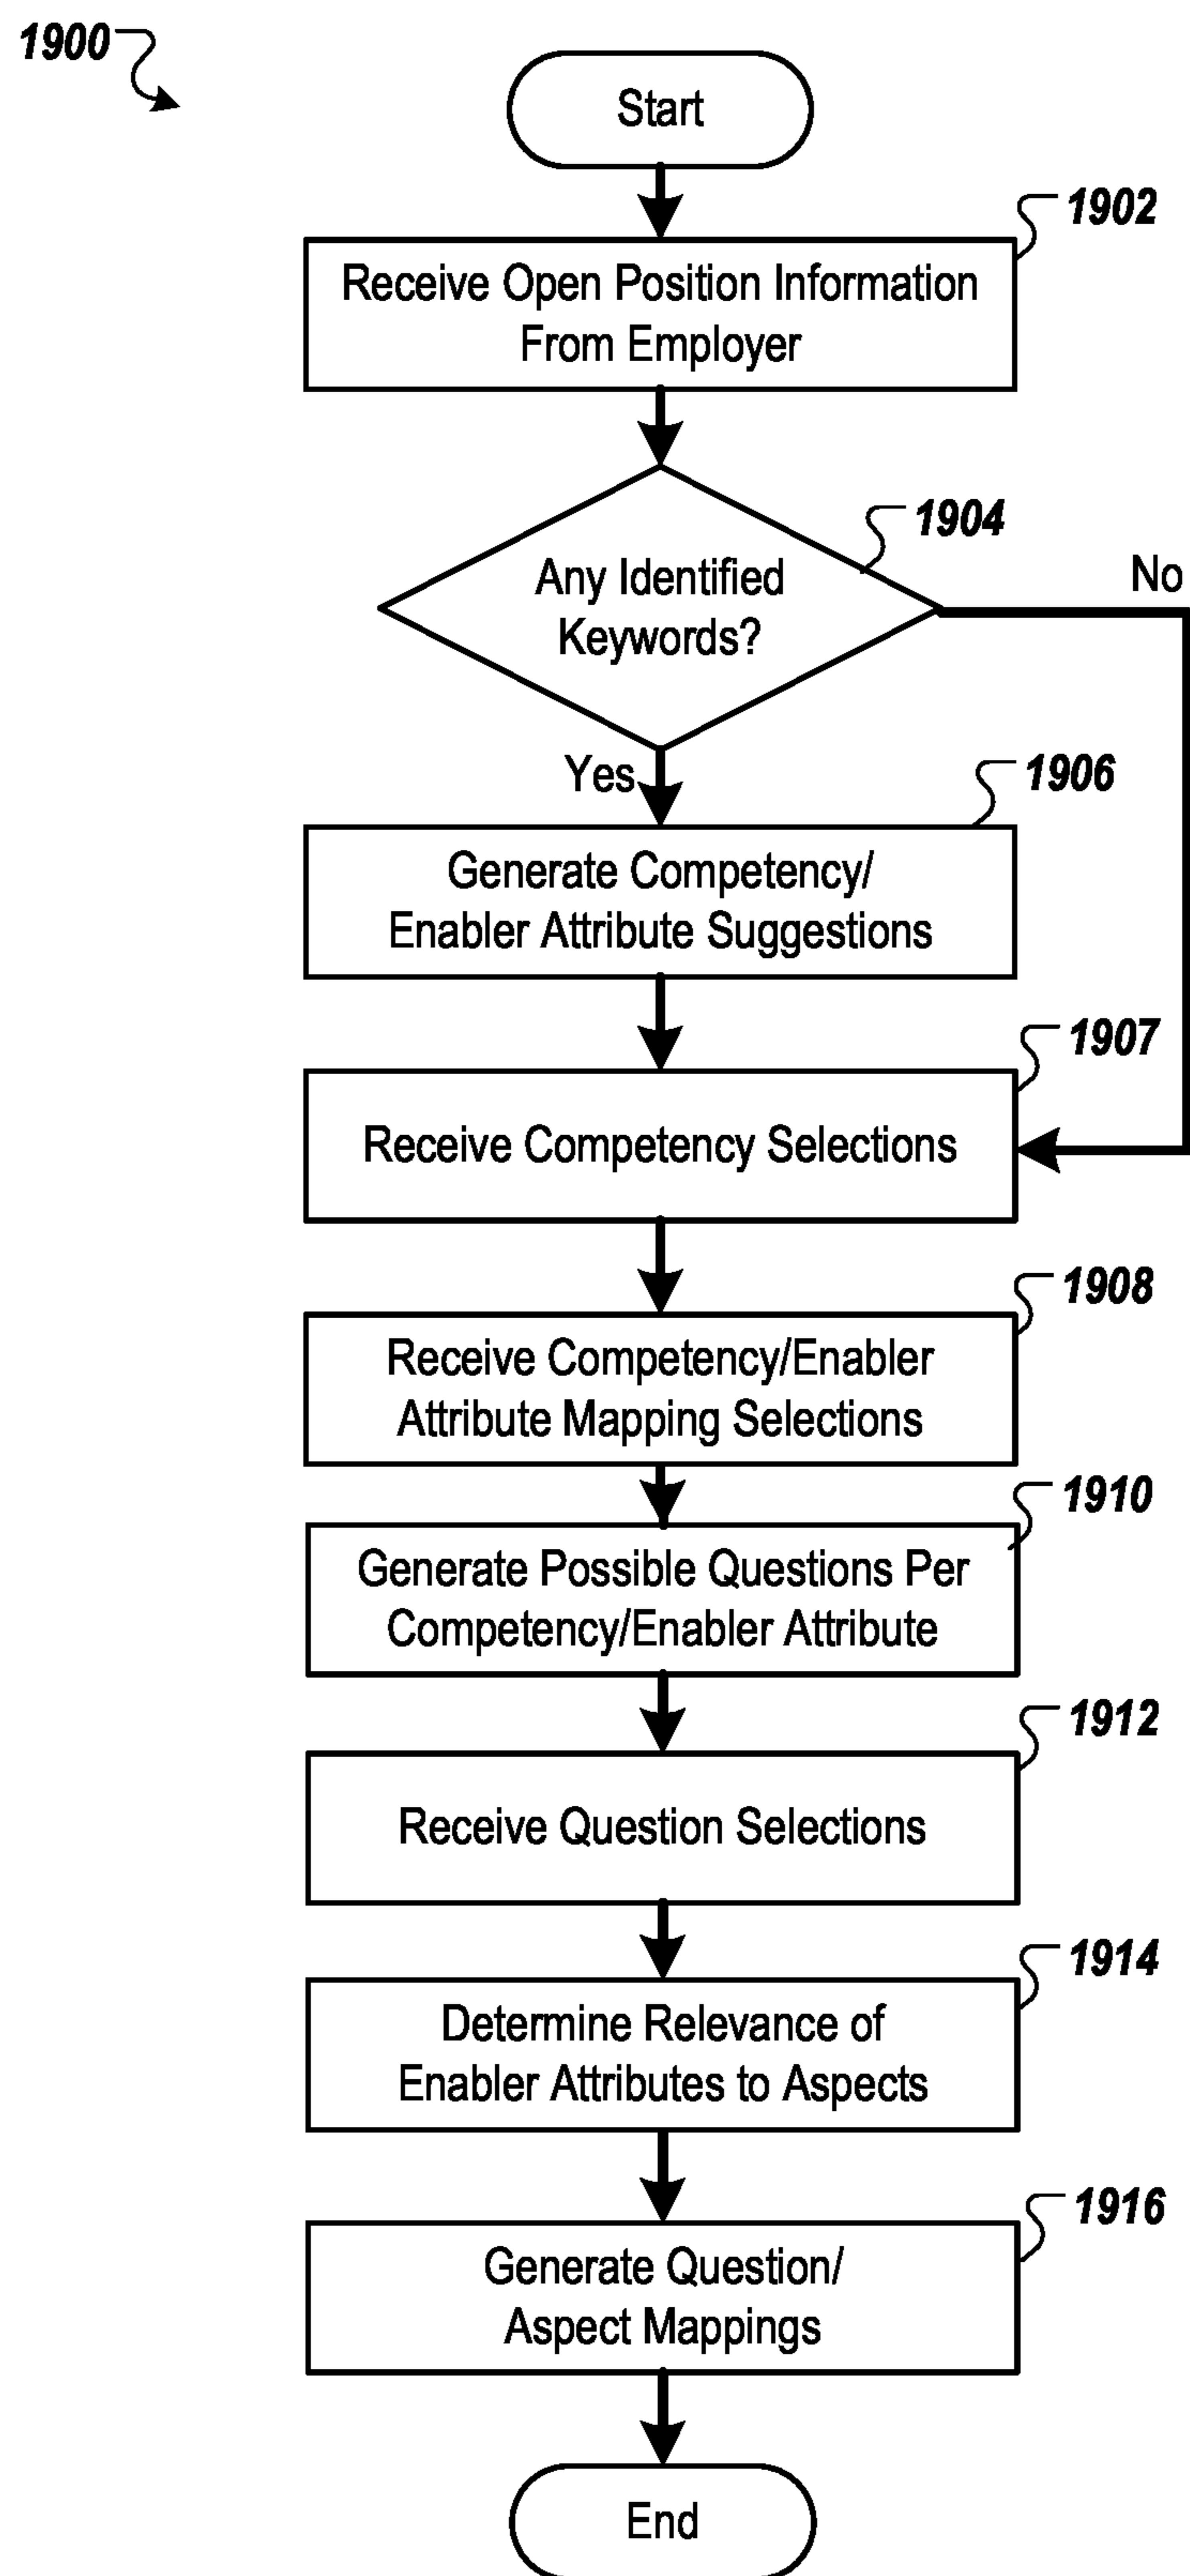 1900
Start
1902
Receive Open Position Information
From Employer
1904
Any Identified
Keywords?
No
Yes
1906
Generate Competency/
Enabler Attribute Suggestions
1907
Receive Competency Selections
1908
Receive Competency/Enabler
Attribute Mapping Selections
1910
Generate Possible Questions Per
Competency/Enabler Attribute
1912
Receive Question Selections
1914
Determine Relevance of
Enabler Attributes to Aspects
1916
Generate Question/
Aspect Mappings
End